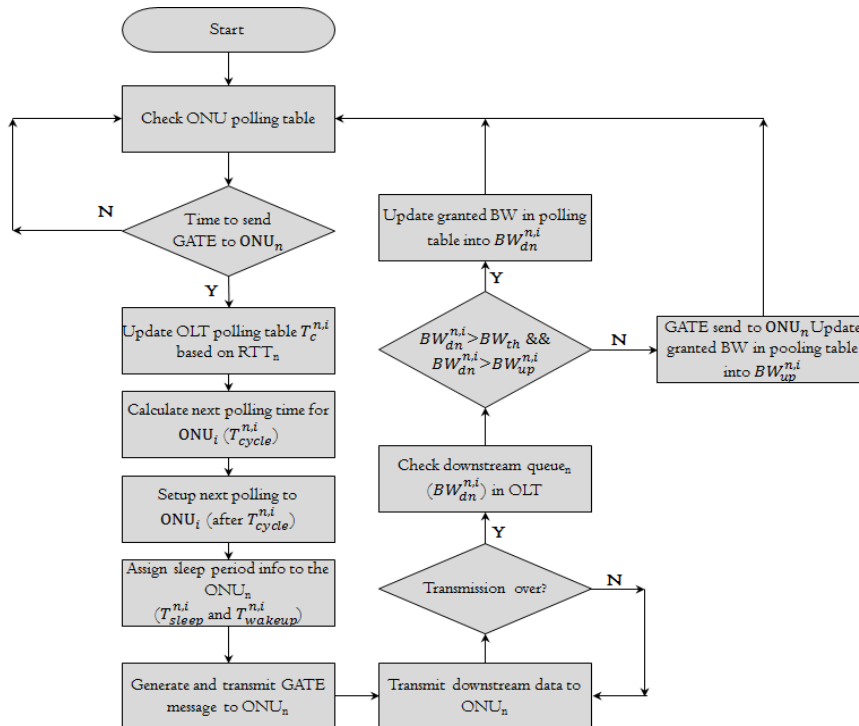 Start
Check ONU polling table
N
Time to send
GATE to ONU_n
Y
Update OLT polling table T_c^{n,i}
based on RTT_n
Calculate next polling time for
ONU_i (T_{cycle}^{n,i})
Setup next polling to
ONU_i (after T_{cycle}^{n,i})
Assign sleep period info to the
ONU_n
(T_{sleep}^{n,i} and T_{wakeup}^{n,i})
Generate and transmit GATE
message to ONU_n
Transmit downstream data to
ONU_n
Transmission over?
N
Y
Check downstream queue_n
(BW_{dn}^{n,i}) in OLT
BW_{dn}^{n,i}>BW_{th} &&
BW_{dn}^{n,i}>BW_{up}^{n,i}
N
Y
Update granted BW in polling
table into BW_{dn}^{n,i}
GATE send to ONU_n Update
granted BW in pooling table
into BW_{up}^{n,i}